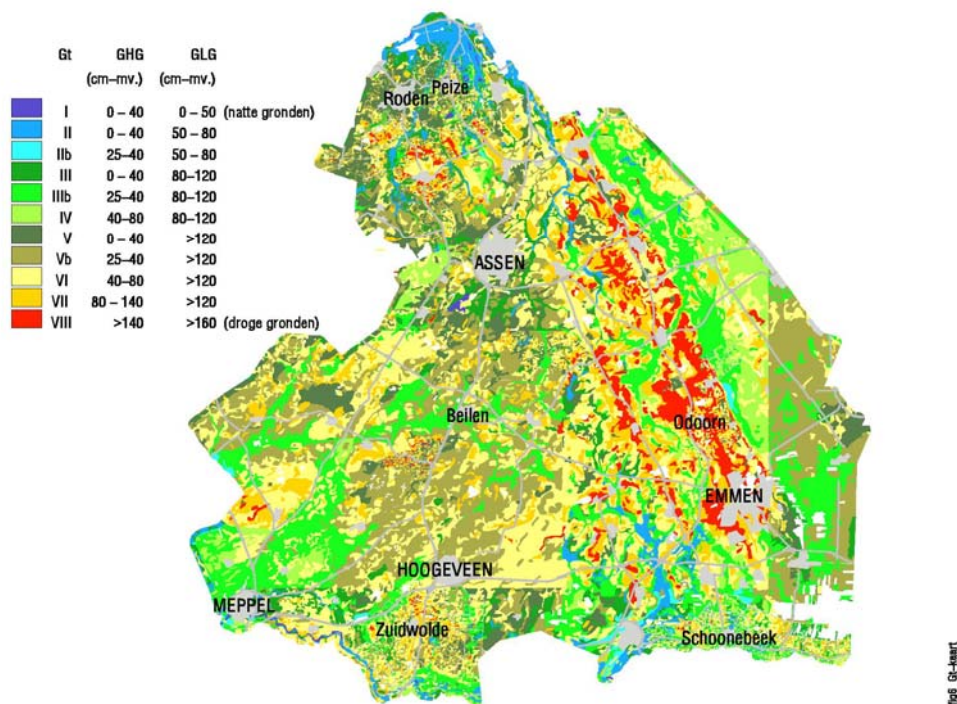 Gt GHG GLG
(cm–mv.) (cm–mv.)
I 0 – 40 0 – 50 (natte gronden)
II 0 – 40 50 – 80
IIb 25–40 50 – 80
III 0 – 40 80–120
IIIb 25–40 80–120
IV 40–80 80–120
V 0 – 40 >120
Vb 25–40 >120
VI 40–80 >120
VII 80 – 140 >120
VIII >140 >160 (droge gronden)
Peize
Roden
ASSEN
Beilen
Odoorn
EMMEN
HOOGEVEEN
MEPPEL
Zuidwolde
Schoonebeek
fig6 Gt–kaart